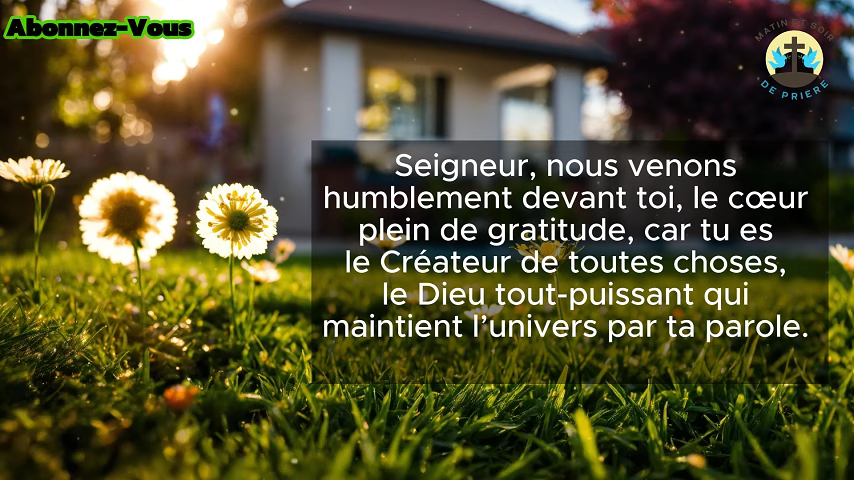 Abonnez-Vous
MATIN ET SOIR
DE PRIERE
Seigneur, nous venons
humblement devant toi, le cœur
plein de gratitude, car tu es
le Créateur de toutes choses,
le Dieu tout-puissant qui
maintient l’univers par ta parole.